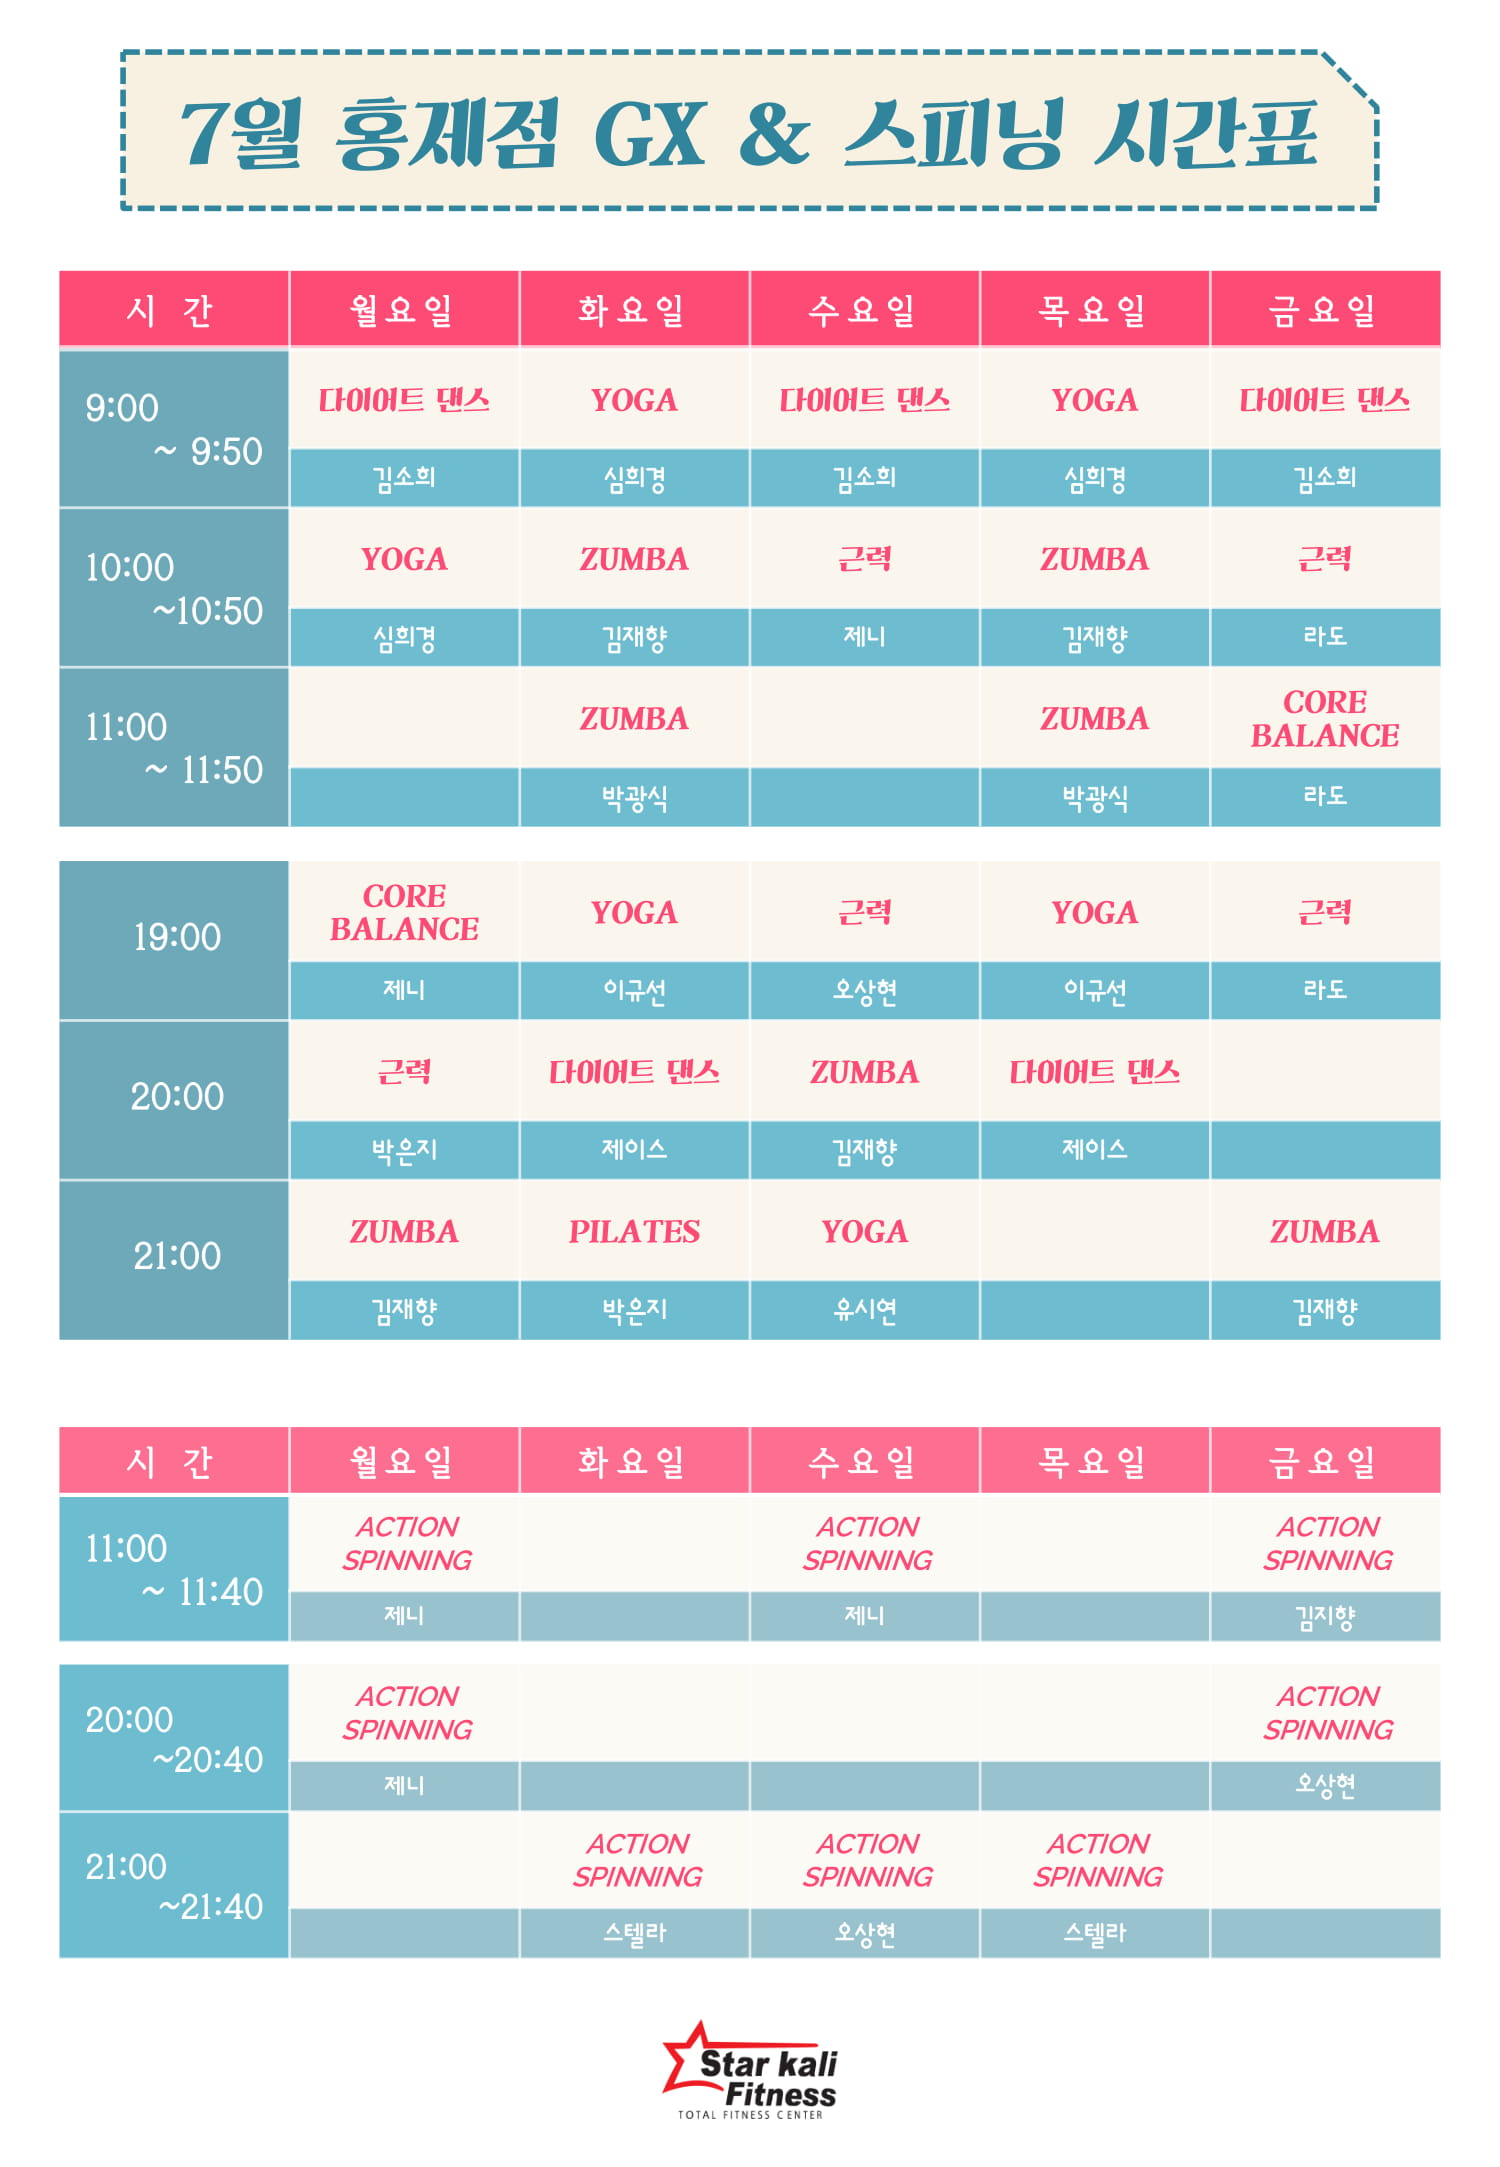 7월 홍제점 GX & 스피닝 시간표
시 간 월요일 화요일 수요일 목요일 금요일
9:00
~ 9:50
다이어트 댄스 YOGA 다이어트 댄스 YOGA 다이어트 댄스
김소희 심희경 김소희 심희경 김소희
10:00
~10:50
YOGA ZUMBA 근력 ZUMBA 근력
심희경 김재향 제니 김재향 라도
11:00
~ 11:50
ZUMBA ZUMBA CORE
BALANCE
박광식 박광식 라도
19:00
CORE
BALANCE
YOGA 근력 YOGA 근력
제니 이규선 오상현 이규선 라도
20:00
근력 다이어트 댄스 ZUMBA 다이어트 댄스
박은지 제이스 김재향 제이스
21:00
ZUMBA PILATES YOGA ZUMBA
김재향 박은지 유시연 김재향
시 간 월요일 화요일 수요일 목요일 금요일
11:00
~ 11:40
ACTION ACTION ACTION
SPINNING SPINNING SPINNING
제니 제니 김지향
20:00
~20:40
ACTION ACTION
SPINNING SPINNING
제니 오상현
21:00
~21:40
ACTION ACTION ACTION
SPINNING SPINNING SPINNING
스텔라 오상현 스텔라
Star kali
Fitness
TOTAL FITNESS CENTER